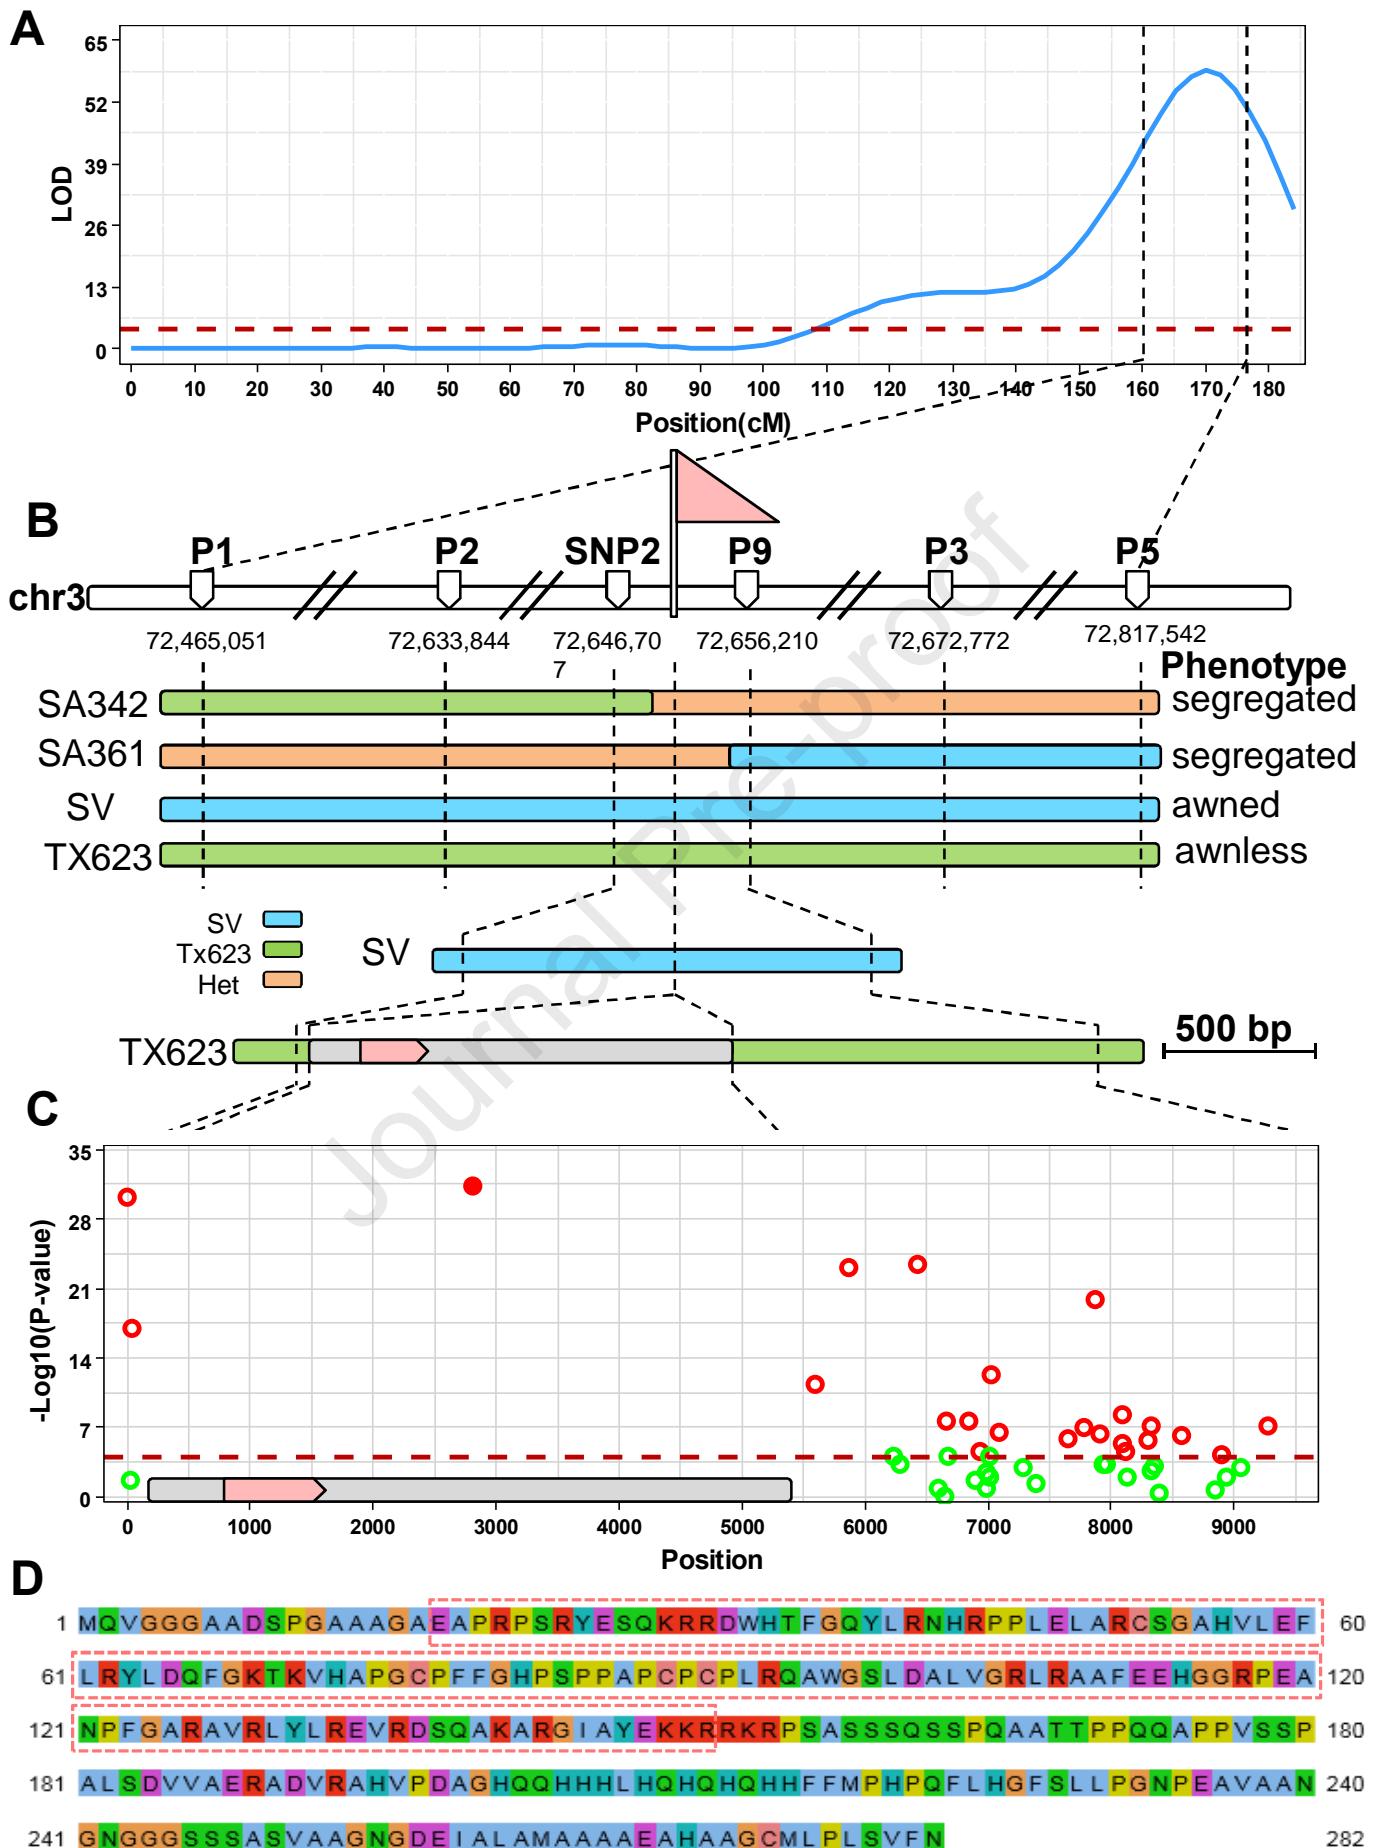 A
65
52
39
26
13
0
LOD
0 10 20 30 40 50 60 70 80 90 100 110 120 130 140 150 160 170 180
Position(cM)
B
P1 P2 SNP2 P9 P3 P5
chr3
72,465,051 72,633,844 72,646,70 72,656,210 72,672,772 72,817,542
7
Phenotype
SA342 segregated
SA361 segregated
SV awned
TX623 awnless
SV
Tx623
Het
SV
TX623
500 bp
C
35
28
21
14
7
0
-Log10(P-value)
0 1000 2000 3000 4000 5000 6000 7000 8000 9000
Position
D
1 MQVGGGAADSPGAAAGAEAPRPSRYESQKRRDWHTFGQYLRNHRPPLELARCSGAHVLEF 60
61 LRYLDQFGKTKVHAPGCPFFGHPSPPAPCPCPLRQAWGSLDALVGRLRAAFEEHGGRPEA 120
121 NPFGARAVRLYLREVRDSQAKARGIAYEKKRRKRPSASSSQSSPQAATTPPQQAPPVSSP 180
181 ALSDVVAERADVRAHVPDAGHQQHHHLHQHQHQHHFFMPHPQFLHGFSLLPGNPEAVAAN 240
241 GNGGGSSSASVAAGNGDEIALAMAAAAEAHAAGCMLPLSVFN 282
Journal Pre-proof